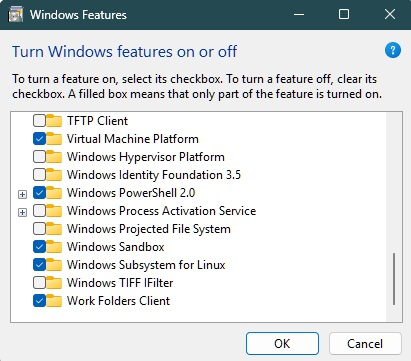 Windows Features
Turn Windows features on or off
?
To turn a feature on, select its checkbox. To turn a feature off, clear its
checkbox. A filled box means that only part of the feature is turned on.
TFTP Client
Virtual Machine Platform
Windows Hypervisor Platform
Windows Identity Foundation 3.5
Windows PowerShell 2.0
Windows Process Activation Service
Windows Projected File System
Windows Sandbox
Windows Subsystem for Linux
Windows TIFF IFilter
Work Folders Client
OK
Cancel